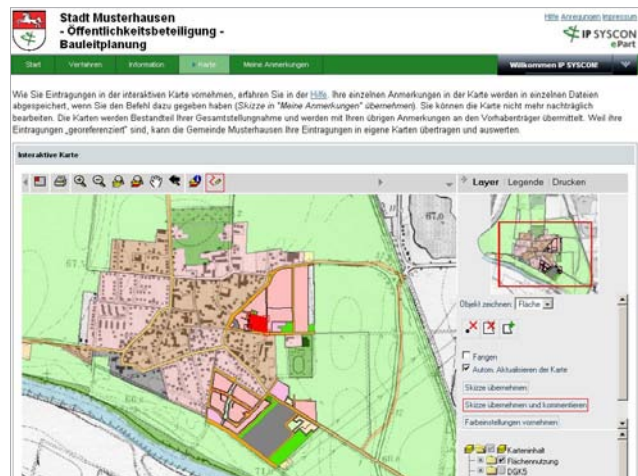 Stadt Musterhausen
- Öffentlichkeitsbeteiligung -
Bauleitplanung
Hilfe Anregungen Impressum
IP SYSCON
ePart
Start Verfahren Information Karte Meine Anmerkungen
Willkommen IP SYSCON!
Wie Sie Eintragungen in der interaktiven Karte vornehmen, erfahren Sie in der Hilfe. Ihre einzelnen Anmerkungen in der Karte werden in einzelnen Dateien
abgespeichert, wenn Sie den Befehl dazu gegeben haben (Skizze in "Meine Anmerkungen" übernehmen). Sie können die Karte nicht mehr nachträglich
bearbeiten. Die Karten werden Bestandteil Ihrer Gesamtstellungnahme und werden mit Ihren übrigen Anmerkungen an den Vorhabenträger übermittelt. Weil ihre
Eintragungen „georeferenziert" sind, kann die Gemeinde Musterhausen Ihre Eintragungen in eigene Karten übertragen und auswerten.
Interaktive Karte
Layer Legende Drucken
67,0
Objekt zeichnen: Fläche
Fangen
Autom. Aktualisieren der Karte
Skizze übernehmen
Skizze übernehmen und kommentieren
Farbeinstellungen vornehmen
Karteninhalt
Flächennutzung
DGK5